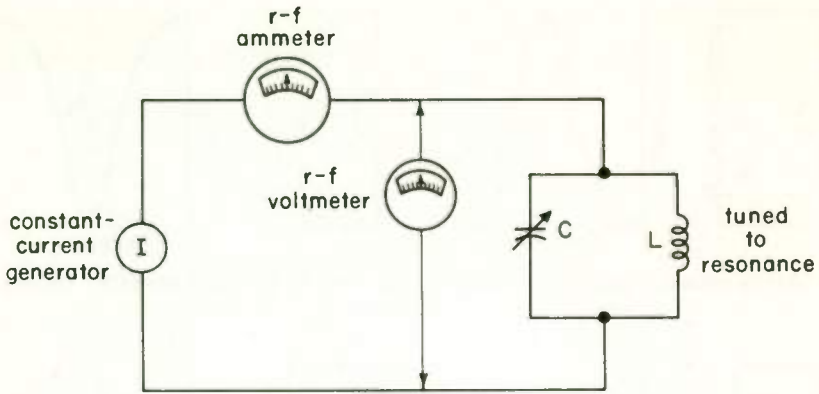 r-f
ammeter
r-f
voltmeter
constant-
current
generator
I
C
L
tuned
to
resonance